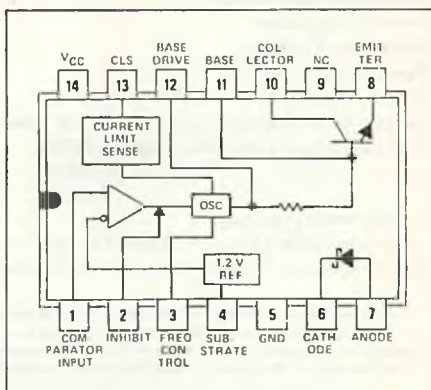 VCC CLS BASE DRIVE BASE COL LECTOR NC EMIT TER
14 13 12 11 10 9 8
CURRENT LIMIT SENSE
OSC
1.2 V REF
1 2 3 4 5 6 7
COM PARATOR INPUT INHIBIT FREQ CON TROL SUB STRATE GND CATH ODE ANODE